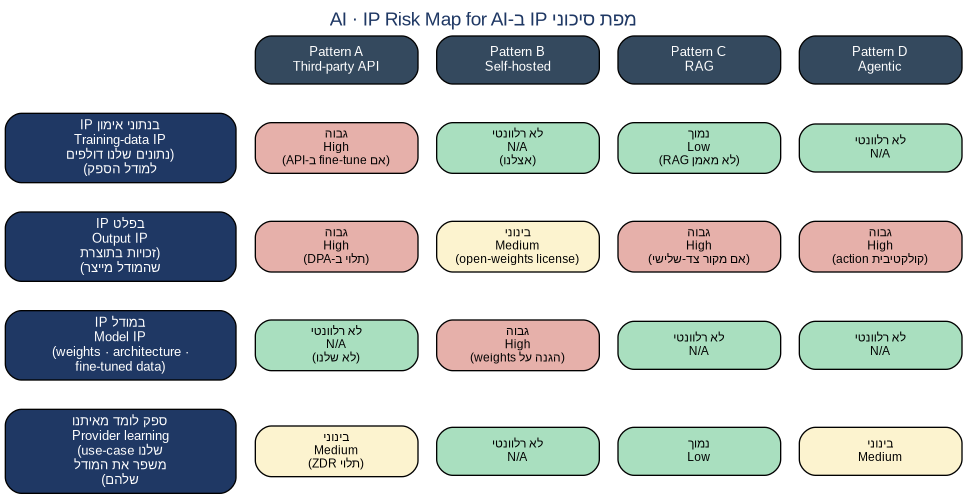 מפת סיכוני IP ב-AI · AI IP Risk Map for
Pattern A
Third-party API
Pattern B
Self-hosted
Pattern C
RAG
Pattern D
Agentic
IP בנתוני אימון
Training-data IP
(נתונים שלנו דולפים
למודל הספק)
גבוה
High
(אם fine-tune ב-API)
לא רלוונטי
N/A
(אצלנו)
נמוך
Low
(RAG לא מאמן)
לא רלוונטי
N/A
IP בפלט
Output IP
(זכויות בתוצרת
שהמודל מייצר)
גבוה
High
(תלוי ב-DPA)
בינוני
Medium
(open-weights license)
גבוה
High
(אם מקור צד-שלישי)
גבוה
High
(action קולקטיבית)
IP במודל
Model IP
(weights · architecture ·
fine-tuned data)
לא רלוונטי
N/A
(לא שלנו)
גבוה
High
(הגנה על weights)
לא רלוונטי
N/A
לא רלוונטי
N/A
ספק לומד מאיתנו
Provider learning
(use-case שלנו
משפר את המודל
שלהם)
בינוני
Medium
(תלוי ZDR)
לא רלוונטי
N/A
נמוך
Low
בינוני
Medium